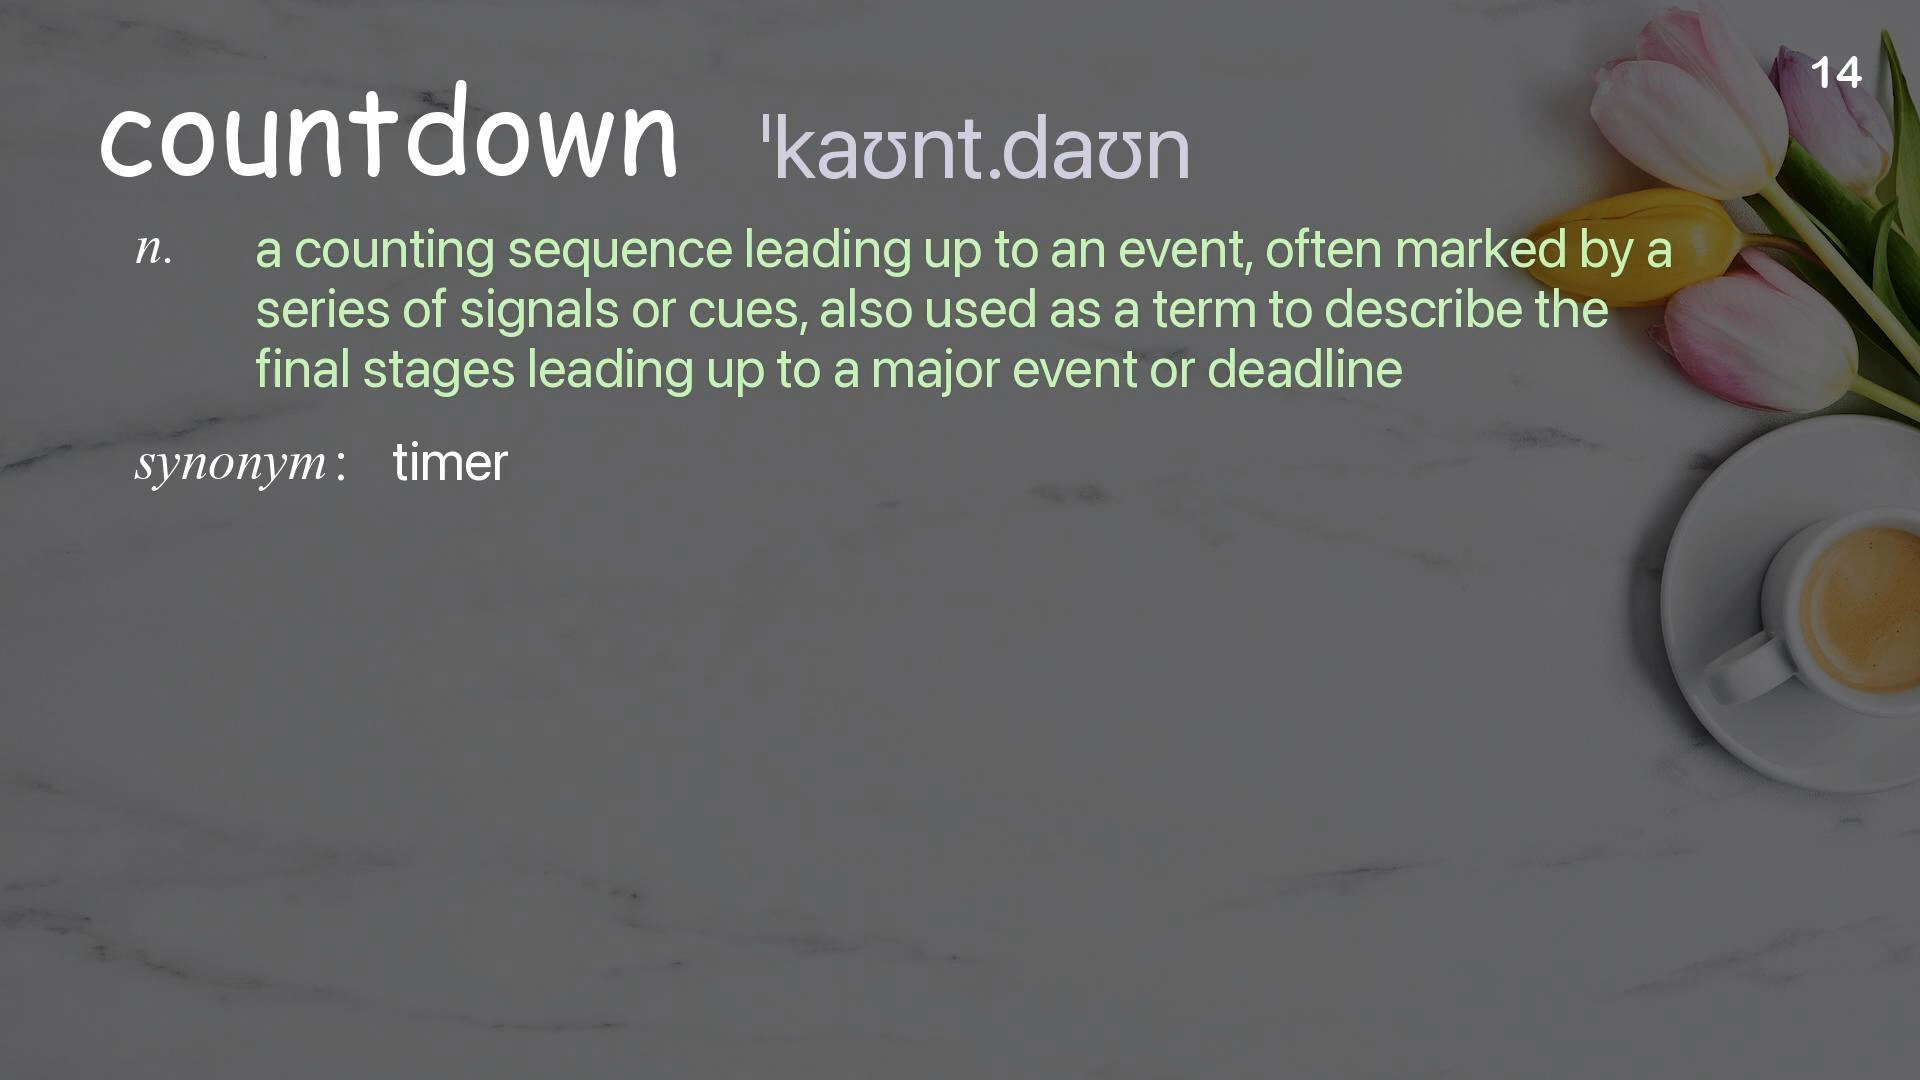 14
countdown ˈkaʊnt.daʊn
n. a counting sequence leading up to an event, often marked by a
series of signals or cues, also used as a term to describe the
final stages leading up to a major event or deadline
synonym: timer